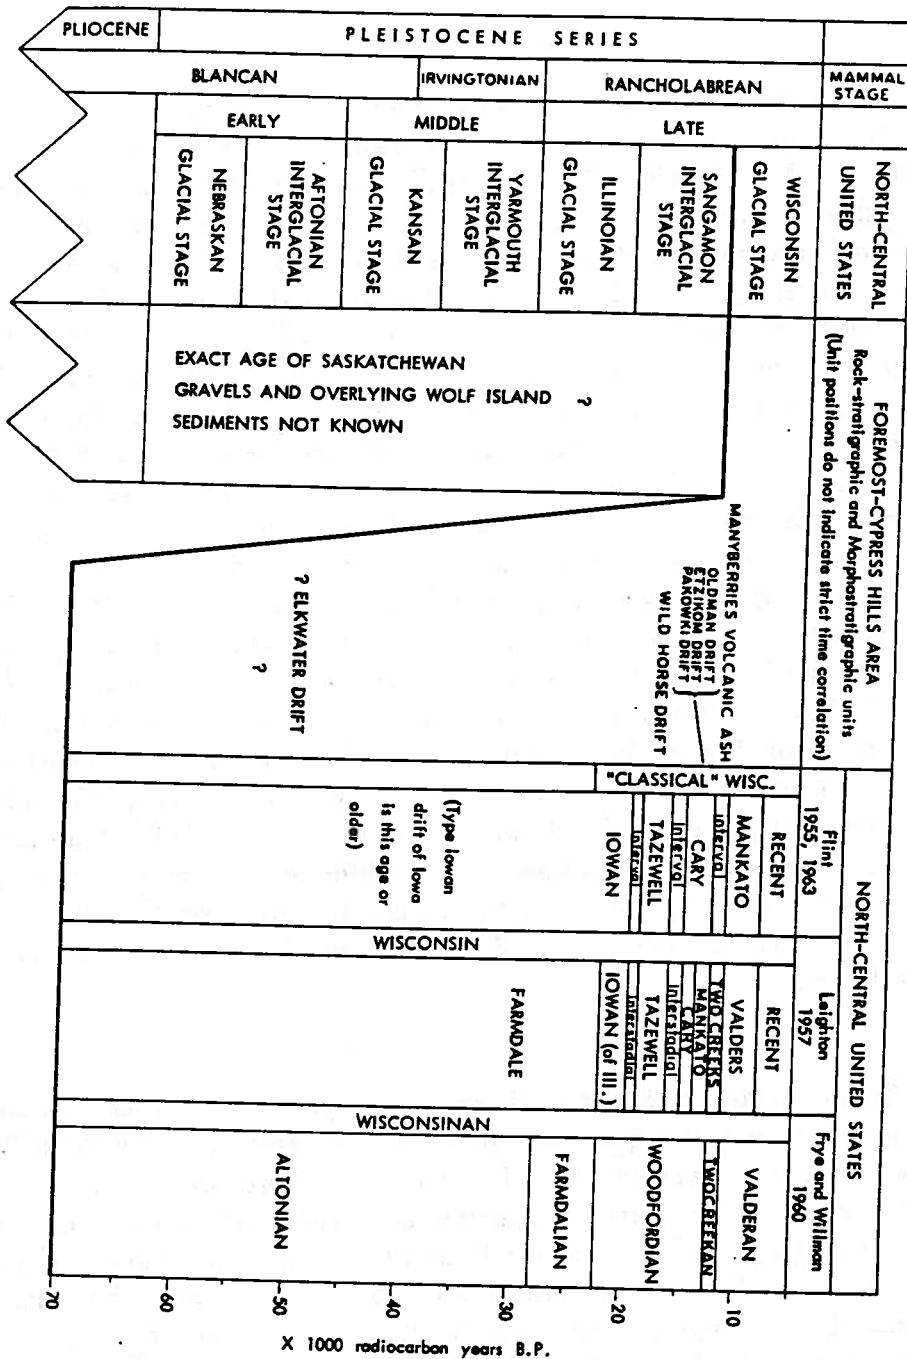 PLIOCENE
PLEISTOCENE SERIES
BLANCAN
IRVINGTONIAN
RANCHOLABREAN
MAMMAL
STAGE
EARLY
MIDDLE
LATE
NEBRASKAN
GLACIAL STAGE
AFTONIAN
INTERGLACIAL
STAGE
KANSAN
GLACIAL STAGE
YARMOUTH
INTERGLACIAL
STAGE
ILLINOIAN
GLACIAL STAGE
SANGAMON
INTERGLACIAL
STAGE
WISCONSIN
GLACIAL STAGE
NORTH-CENTRAL
UNITED STATES
EXACT AGE OF SASKATCHEWAN
GRAVELS AND OVERLYING WOLF ISLAND ?
SEDIMENTS NOT KNOWN
FOREMOST-CYPRESS HILLS AREA
Rock-stratigraphic and Morphostratigraphic units
(Unit positions do not indicate strict time correlation)
MANYBERRIES VOLCANIC ASH
OLDMAN DRIFT
ETZIKOM DRIFT
PAKOWKI DRIFT
WILD HORSE DRIFT
? ELKWATER DRIFT
?
NORTH-CENTRAL UNITED STATES
Flint
1955, 1963
"CLASSICAL" WISC.
RECENT
MANKATO
interval
CARY
interval
TAZEWELL
interval
IOWAN
(Type Iowan
drift of Iowa
is this age or
older)
WISCONSIN
Leighton
1957
RECENT
VALDERS
TWO CREEKS
MANKATO
CARY
interstadial
TAZEWELL
interstadial
IOWAN (of Ill.)
FARMDALE
WISCONSINAN
Frye and Willman
1960
VALDERAN
TWOCREEKAN
WOODFORDIAN
FARMDALIAN
ALTONIAN
70
60
50
40
30
20
10
X 1000 radiocarbon years B.P.